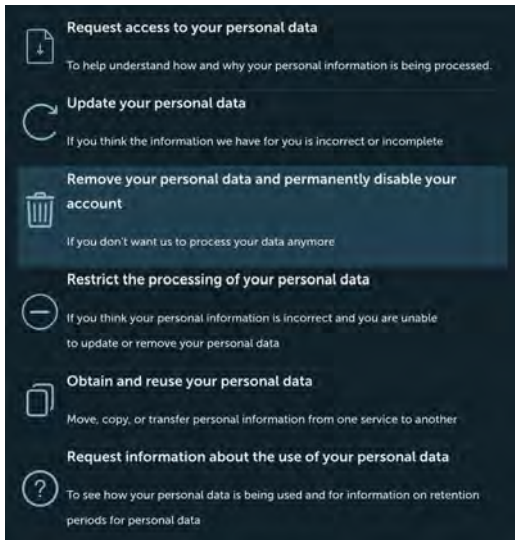 Request access to your personal data
To help understand how and why your personal information is being processed.
Update your personal data
If you think the information we have for you is incorrect or incomplete
Remove your personal data and permanently disable your
account
If you don't want us to process your data anymore
Restrict the processing of your personal data
If you think your personal information is incorrect and you are unable
to update or remove your personal data
Obtain and reuse your personal data
Move, copy, or transfer personal information from one service to another
Request information about the use of your personal data
To see how your personal data is being used and for information on retention
periods for personal data